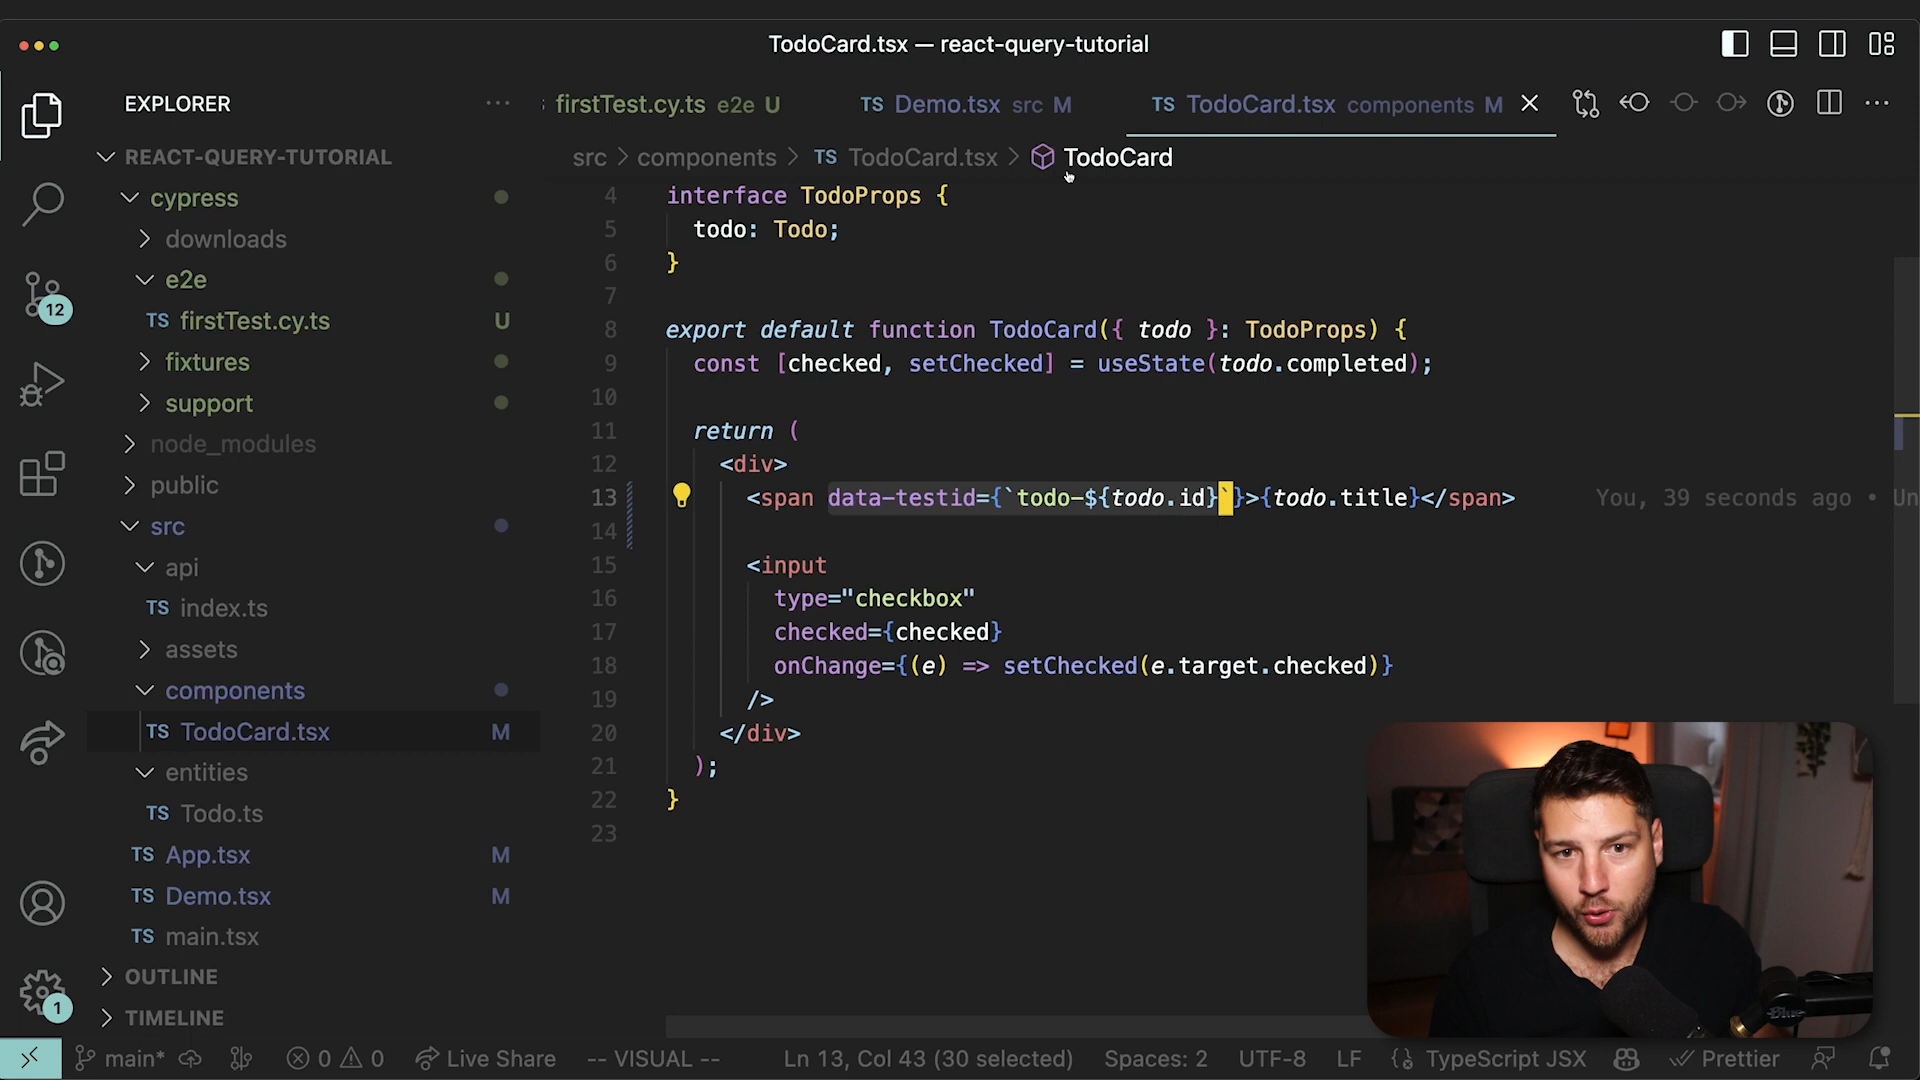 TodoCard.tsx — react-query-tutorial
EXPLORER
firstTest.cy.ts e2e U
TS Demo.tsx src M
TS TodoCard.tsx components M
REACT-QUERY-TUTORIAL
src > components > TS TodoCard.tsx > TodoCard
cypress
downloads
e2e
TS firstTest.cy.ts U
fixtures
support
node_modules
public
src
api
TS index.ts
assets
components
TS TodoCard.tsx M
entities
TS Todo.ts
TS App.tsx M
TS Demo.tsx M
TS main.tsx
OUTLINE
TIMELINE
12
1
4 interface TodoProps {
5 todo: Todo;
6 }
7
8 export default function TodoCard({ todo }: TodoProps) {
9 const [checked, setChecked] = useState(todo.completed);
10
11 return (
12 <div>
13 <span data-testid={`todo-${todo.id}`}>{todo.title}</span> You, 39 seconds ago • Un
14
15 <input
16 type="checkbox"
17 checked={checked}
18 onChange={(e) => setChecked(e.target.checked)}
19 />
20 </div>
21 );
22 }
23
Blue
main* 0 0 Live Share -- VISUAL -- Ln 13, Col 43 (30 selected) Spaces: 2 UTF-8 LF TypeScript JSX Prettier